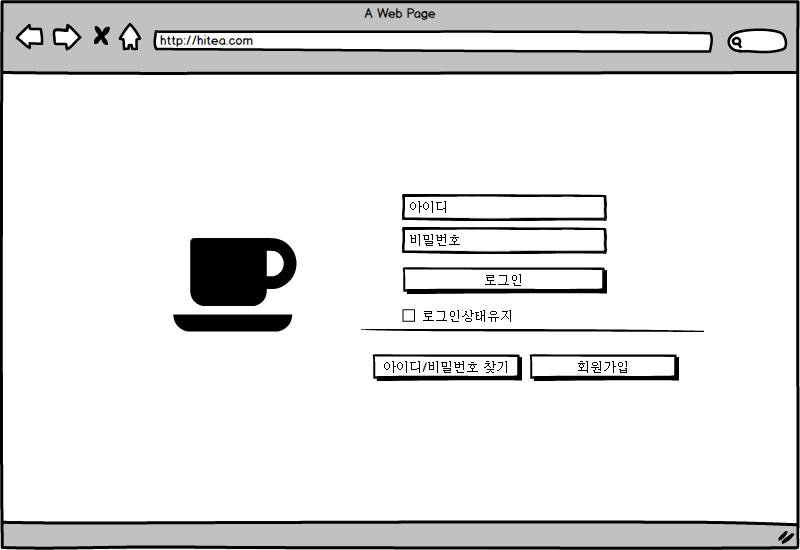 A Web Page
http://hitea.com
아이디
비밀번호
로그인
로그인상태유지
아이디/비밀번호 찾기
회원가입